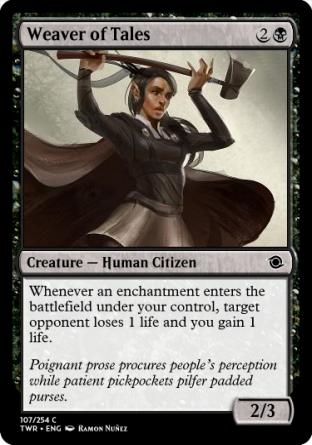 Weaver of Tales 2
Creature — Human Citizen
Whenever an enchantment enters the
battlefield under your control, target
opponent loses 1 life and you gain 1
life.
Poignant prose procures people's perception
while patient pickpockets pilfer padded
purses.
2/3
107/254 C
TWR • ENG Ramon Nuñez